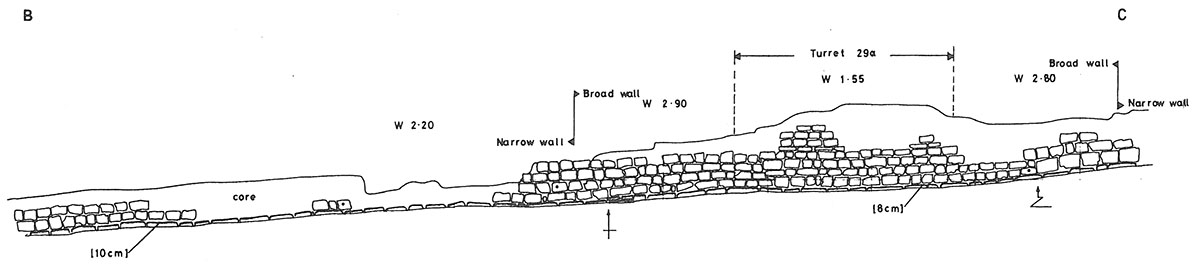 B
C
Turret 29a
Broad wall
W 1·55
W 2·80
Broad wall
W 2·90
Narrow wall
W 2·20
Narrow wall
core
[8cm]
[10cm]